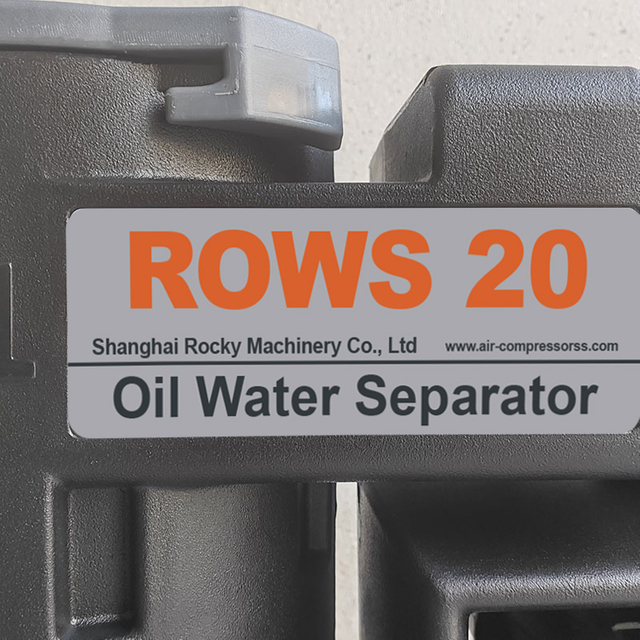 ROWS 20
Shanghai Rocky Machinery Co., Ltd www.air-compressorss.com
Oil Water Separator